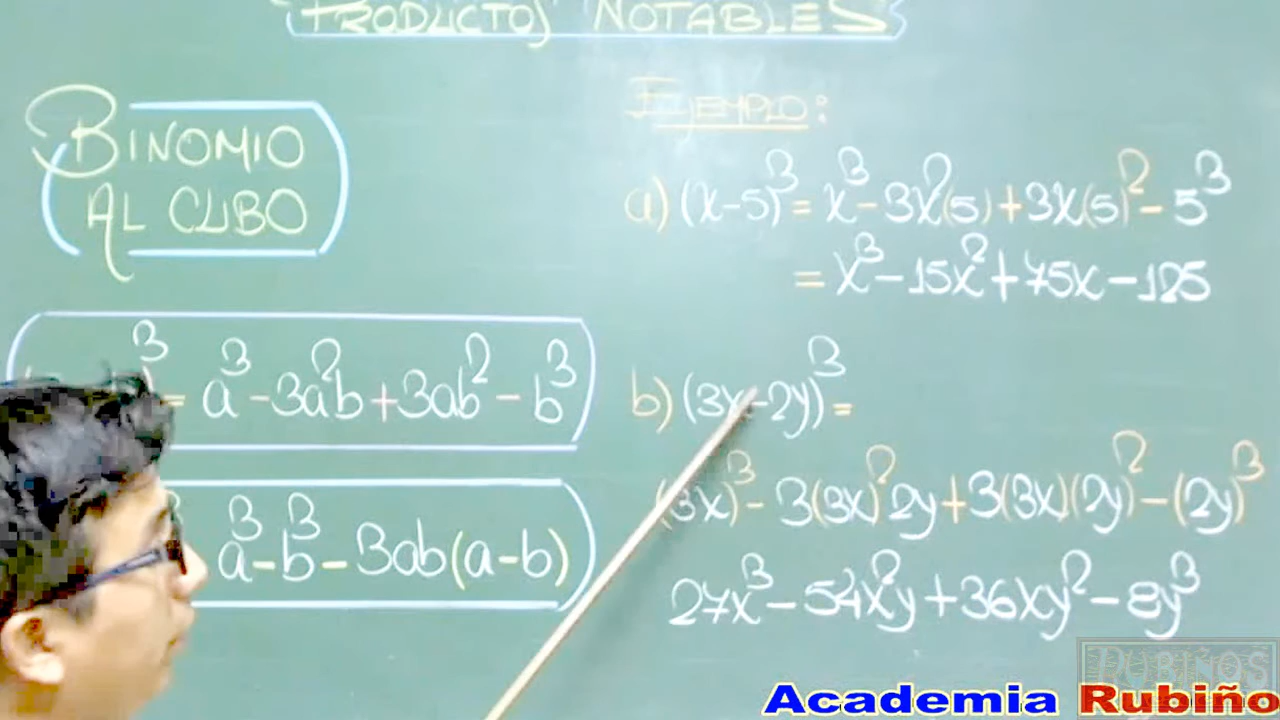 PRODUCTOS NOTABLES
BINOMIO
AL CUBO
³ = a³ - 3a²b + 3ab² - b³
a³ - b³ - 3ab(a - b)
EJEMPLO:
a) (x - 5)³ = x³ - 3x²(5) + 3x(5)² - 5³
= x³ - 15x² + 75x - 125
b) (3x - 2y)³ =
(3x)³ - 3(3x)²2y + 3(3x)(2y)² - (2y)³
27x³ - 54x²y + 36xy² - 8y³
RUBIÑOS
Academia Rubiño